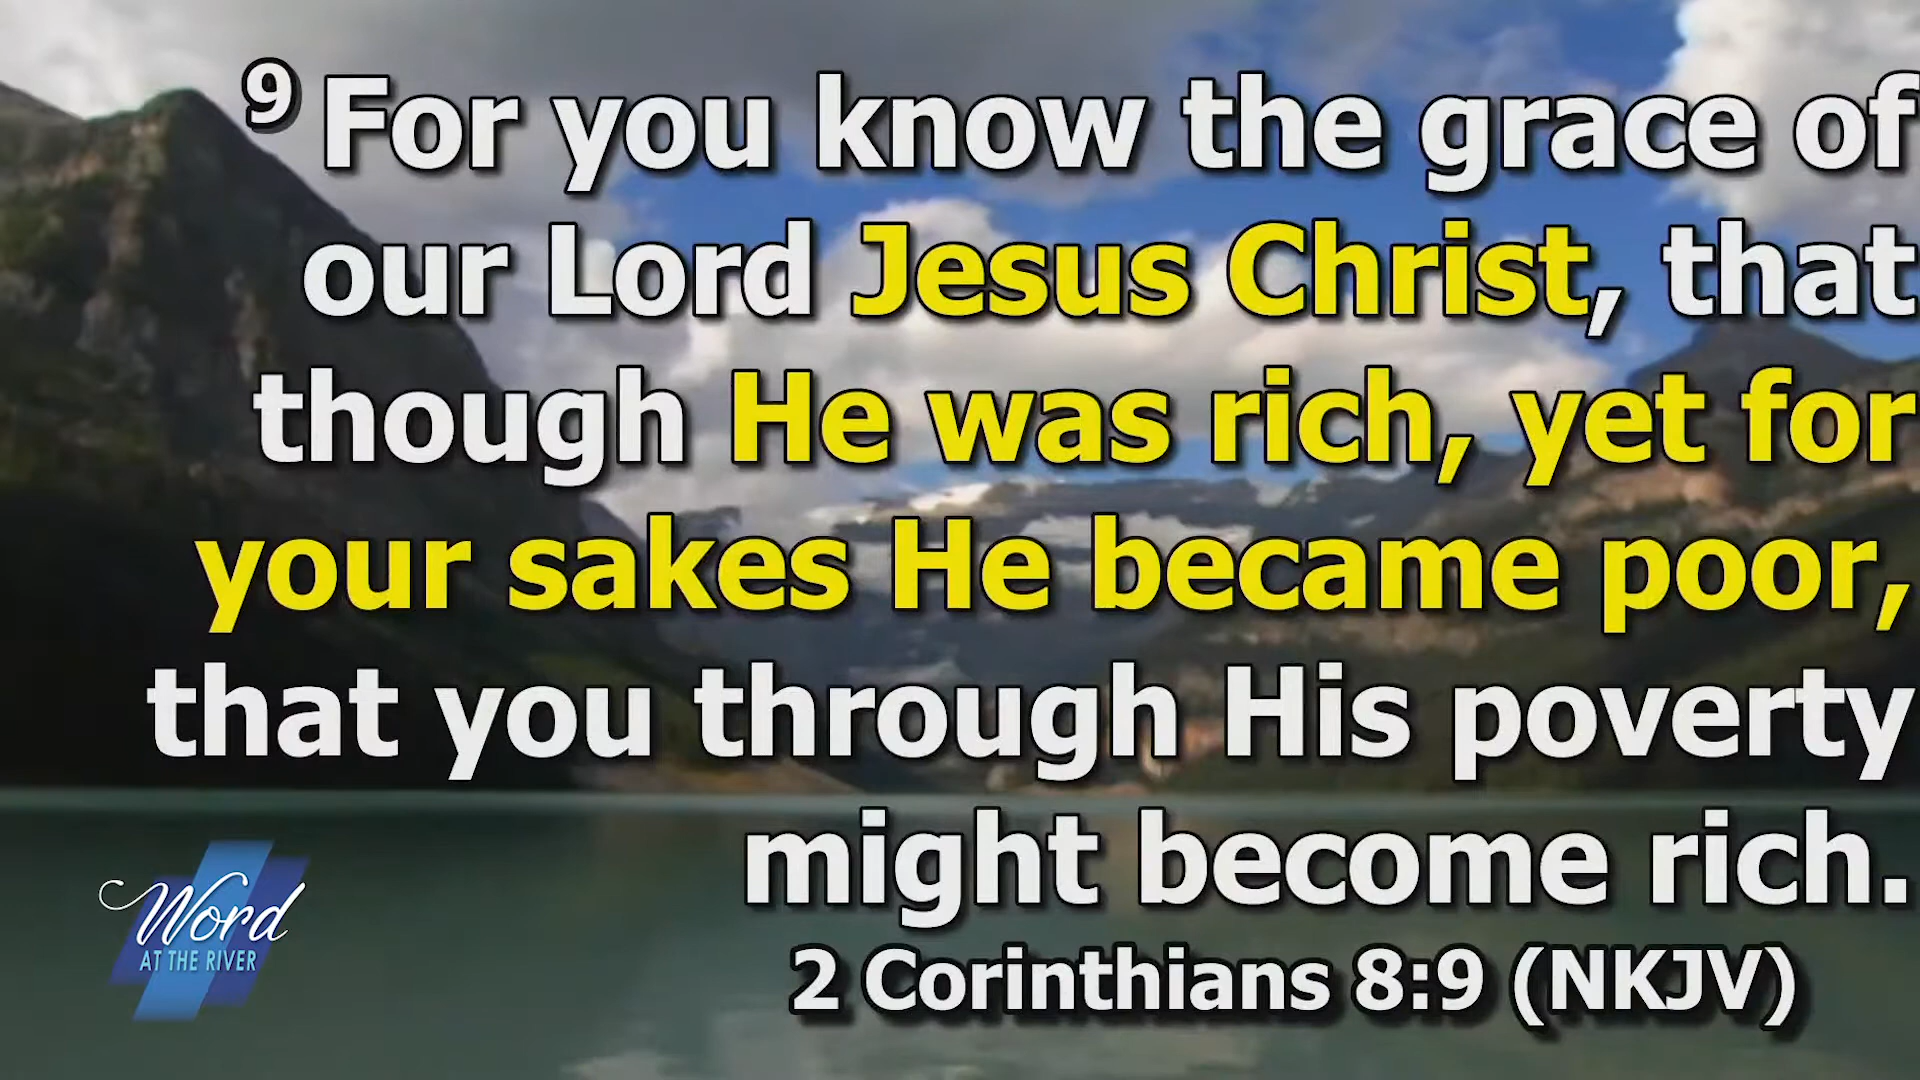 9 For you know the grace of
our Lord Jesus Christ, that
though He was rich, yet for
your sakes He became poor,
that you through His poverty
might become rich.
2 Corinthians 8:9 (NKJV)
Word
AT THE RIVER